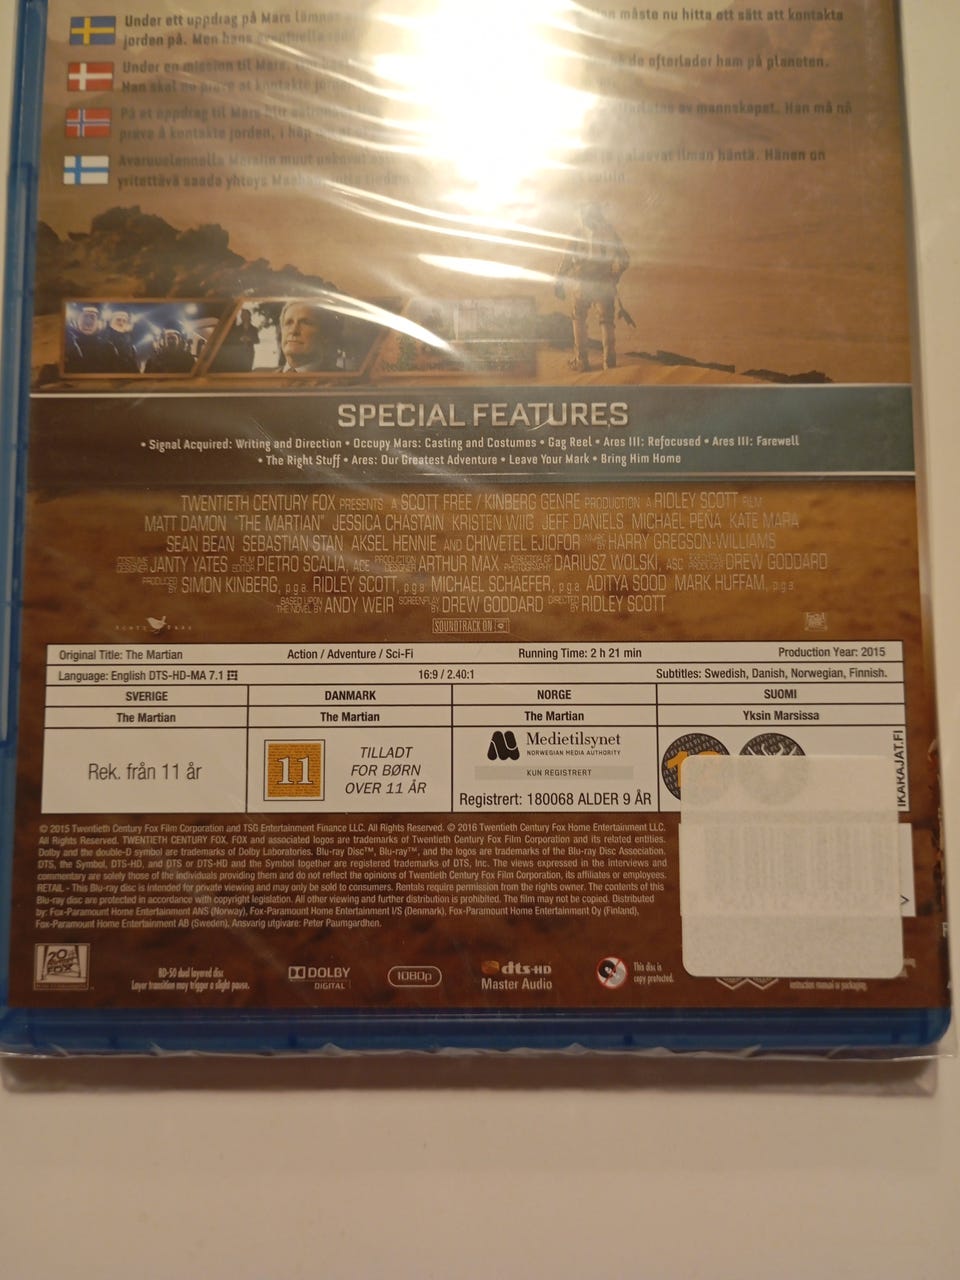 Under ett uppdrag på Mars lämnas måste nu hitta ett sätt att kontakta
jorden på. Men hans eventuella
Under en mission til Mars, de efterlader ham på planeten.
Han skal nu prøve at kontakte jorden
På et oppdrag til Mars blir astronaut av mannskapet. Han må nå
prøve å kontakte jorden, i håp om at
Avaruuslennolla Marsiin muut uskovat ja palaavat ilman häntä. Hänen on
yritettävä saada yhteys Maahan
SPECIAL FEATURES
• Signal Acquired: Writing and Direction • Occupy Mars: Casting and Costumes • Gag Reel • Ares III: Refocused • Ares III: Farewell
• The Right Stuff • Ares: Our Greatest Adventure • Leave Your Mark • Bring Him Home
TWENTIETH CENTURY FOX PRESENTS A SCOTT FREE / KINBERG GENRE PRODUCTION A RIDLEY SCOTT FILM
MATT DAMON "THE MARTIAN" JESSICA CHASTAIN KRISTEN WIIG JEFF DANIELS MICHAEL PEÑA KATE MARA
SEAN BEAN SEBASTIAN STAN AKSEL HENNIE AND CHIWETEL EJIOFOR MUSIC BY HARRY GREGSON-WILLIAMS
COSTUME DESIGNER JANTY YATES FILM EDITOR PIETRO SCALIA, ACE PRODUCTION DESIGNER ARTHUR MAX DIRECTOR OF PHOTOGRAPHY DARIUSZ WOLSKI, ASC EXECUTIVE PRODUCER DREW GODDARD
PRODUCED BY SIMON KINBERG, p.g.a. RIDLEY SCOTT, p.g.a. MICHAEL SCHAEFER, p.g.a. ADITYA SOOD MARK HUFFAM, p.g.a.
BASED UPON THE NOVEL BY ANDY WEIR SCREENPLAY BY DREW GODDARD DIRECTED BY RIDLEY SCOTT
SCOTT FREE SOUNDTRACK ON FOX
Original Title: The Martian Action / Adventure / Sci-Fi Running Time: 2 h 21 min Production Year: 2015
Language: English DTS-HD-MA 7.1 16:9 / 2.40:1 Subtitles: Swedish, Danish, Norwegian, Finnish.
SVERIGE DANMARK NORGE SUOMI
The Martian The Martian The Martian Yksin Marsissa
Rek. från 11 år
11
TILLADT
FOR BØRN
OVER 11 ÅR
Medietilsynet
NORWEGIAN MEDIA AUTHORITY
KUN REGISTRERT
Registrert: 180068 ALDER 9 ÅR
IKARAJAT.FI
© 2015 Twentieth Century Fox Film Corporation and TSG Entertainment Finance LLC. All Rights Reserved. © 2016 Twentieth Century Fox Home Entertainment LLC.
All Rights Reserved. TWENTIETH CENTURY FOX, FOX and associated logos are trademarks of Twentieth Century Fox Film Corporation and its related entities.
Dolby and the double-D symbol are trademarks of Dolby Laboratories. Blu-ray Disc™, Blu-ray™, and the logos are trademarks of the Blu-ray Disc Association.
DTS, the Symbol, DTS-HD, and DTS or DTS-HD and the Symbol together are registered trademarks of DTS, Inc. The views expressed in the interviews and
commentary are solely those of the individuals providing them and do not reflect the opinions of Twentieth Century Fox Film Corporation, its affiliates or employees.
RETAIL - This Blu-ray disc is intended for private viewing and may only be sold to consumers. Rentals require permission from the rights owner. The contents of this
Blu-ray disc are protected in accordance with copyright legislation. All other viewing and further distribution is prohibited. The film may not be copied. Distributed
by: Fox-Paramount Home Entertainment ANS (Norway), Fox-Paramount Home Entertainment I/S (Denmark), Fox-Paramount Home Entertainment Oy (Finland),
Fox-Paramount Home Entertainment AB (Sweden). Ansvarig utgivare: Peter Paumgardhen.
20th CENTURY FOX
BD-50 dual layered disc
Layer transition may trigger a slight pause.
DOLBY
DIGITAL
1080p
dts-HD
Master Audio
This disc is
copy protected.
instruction manual or packaging.